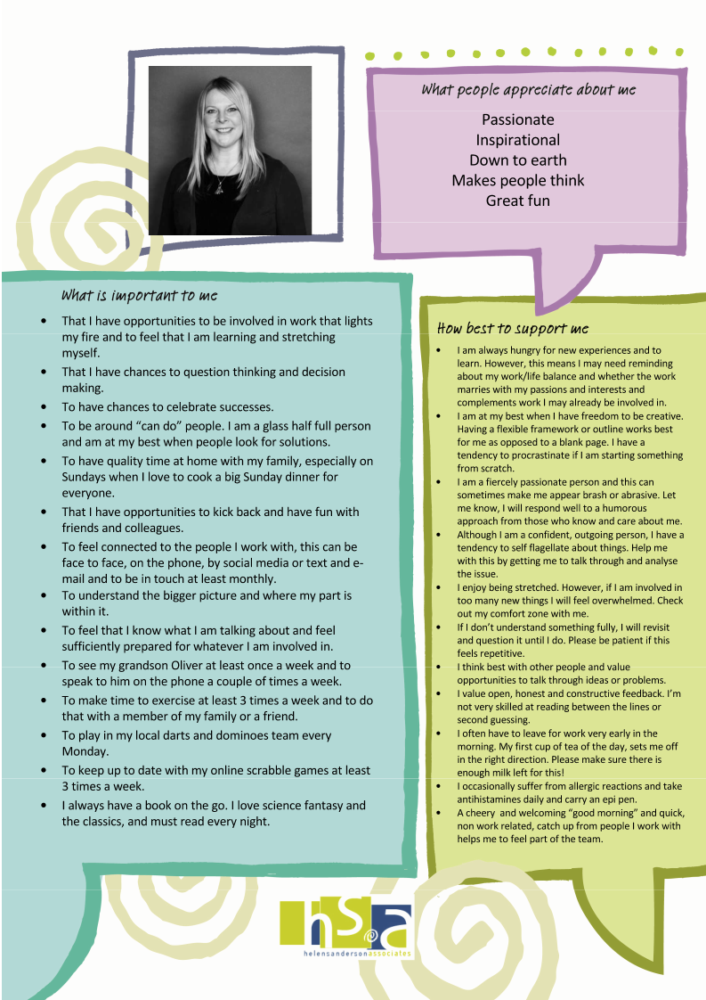 What people appreciate about me
Passionate
Inspirational
Down to earth
Makes people think
Great fun
What is important to me
• That I have opportunities to be involved in work that lights
my fire and to feel that I am learning and stretching
myself.
• That I have chances to question thinking and decision
making.
• To have chances to celebrate successes.
• To be around “can do” people. I am a glass half full person
and am at my best when people look for solutions.
• To have quality time at home with my family, especially on
Sundays when I love to cook a big Sunday dinner for
everyone.
• That I have opportunities to kick back and have fun with
friends and colleagues.
• To feel connected to the people I work with, this can be
face to face, on the phone, by social media or text and e-
mail and to be in touch at least monthly.
• To understand the bigger picture and where my part is
within it.
• To feel that I know what I am talking about and feel
sufficiently prepared for whatever I am involved in.
• To see my grandson Oliver at least once a week and to
speak to him on the phone a couple of times a week.
• To make time to exercise at least 3 times a week and to do
that with a member of my family or a friend.
• To play in my local darts and dominoes team every
Monday.
• To keep up to date with my online scrabble games at least
3 times a week.
• I always have a book on the go. I love science fantasy and
the classics, and must read every night.
How best to support me
• I am always hungry for new experiences and to
learn. However, this means I may need reminding
about my work/life balance and whether the work
marries with my passions and interests and
complements work I may already be involved in.
• I am at my best when I have freedom to be creative.
Having a flexible framework or outline works best
for me as opposed to a blank page. I have a
tendency to procrastinate if I am starting something
from scratch.
• I am a fiercely passionate person and this can
sometimes make me appear brash or abrasive. Let
me know, I will respond well to a humorous
approach from those who know and care about me.
• Although I am a confident, outgoing person, I have a
tendency to self flagellate about things. Help me
with this by getting me to talk through and analyse
the issue.
• I enjoy being stretched. However, if I am involved in
too many new things I will feel overwhelmed. Check
out my comfort zone with me.
• If I don’t understand something fully, I will revisit
and question it until I do. Please be patient if this
feels repetitive.
• I think best with other people and value
opportunities to talk through ideas or problems.
• I value open, honest and constructive feedback. I’m
not very skilled at reading between the lines or
second guessing.
• I often have to leave for work very early in the
morning. My first cup of tea of the day, sets me off
in the right direction. Please make sure there is
enough milk left for this!
• I occasionally suffer from allergic reactions and take
antihistamines daily and carry an epi pen.
• A cheery  and welcoming “good morning” and quick,
non work related, catch up from people I work with
helps me to feel part of the team.
hsa
helensandersonassociates